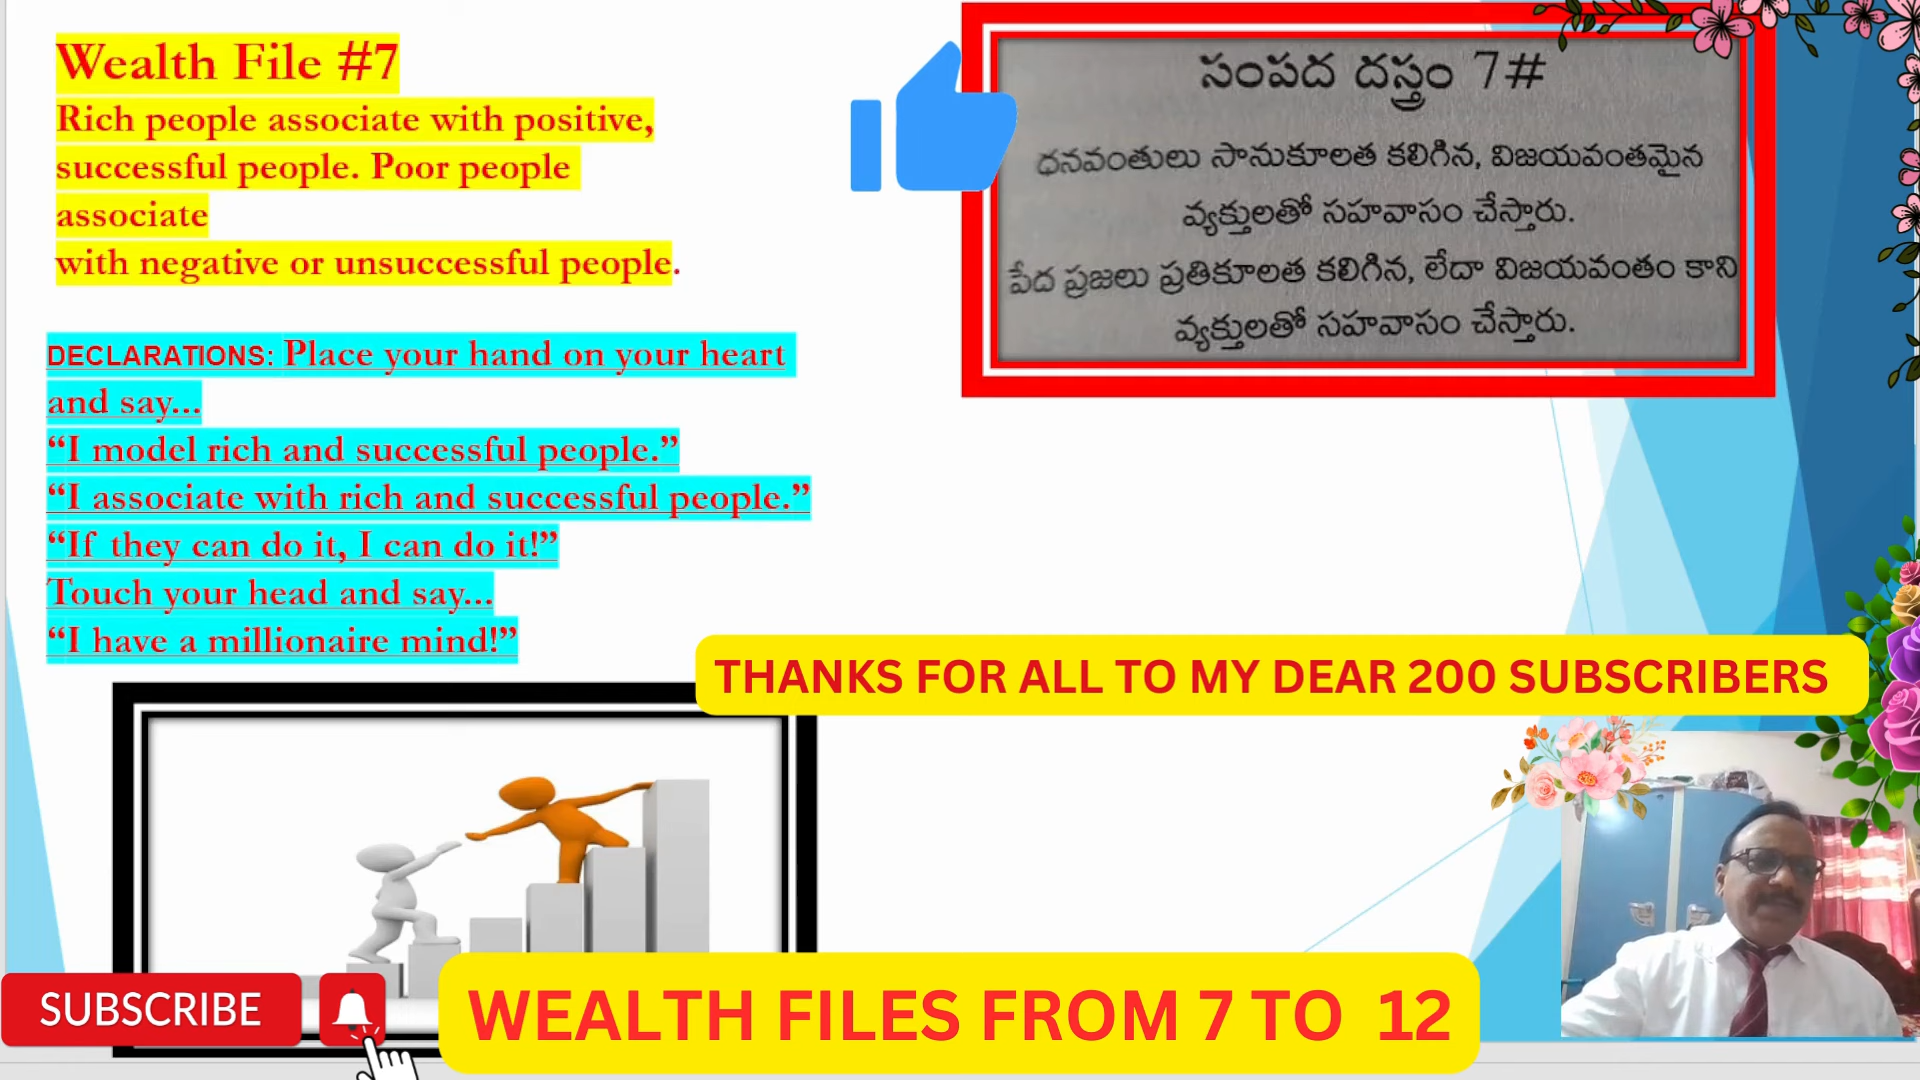 Wealth File #7
Rich people associate with positive,
successful people. Poor people
associate
with negative or unsuccessful people.
DECLARATIONS: Place your hand on your heart
and say...
“I model rich and successful people.”
“I associate with rich and successful people.”
“If they can do it, I can do it!”
Touch your head and say...
“I have a millionaire mind!”
సంపద దస్త్రం 7#
ధనవంతులు సానుకూలత కలిగిన, విజయవంతమైన
వ్యక్తులతో సహవాసం చేస్తారు.
పేద ప్రజలు ప్రతికూలత కలిగిన, లేదా విజయవంతం కాని
వ్యక్తులతో సహవాసం చేస్తారు.
THANKS FOR ALL TO MY DEAR 200 SUBSCRIBERS
SUBSCRIBE
WEALTH FILES FROM 7 TO 12